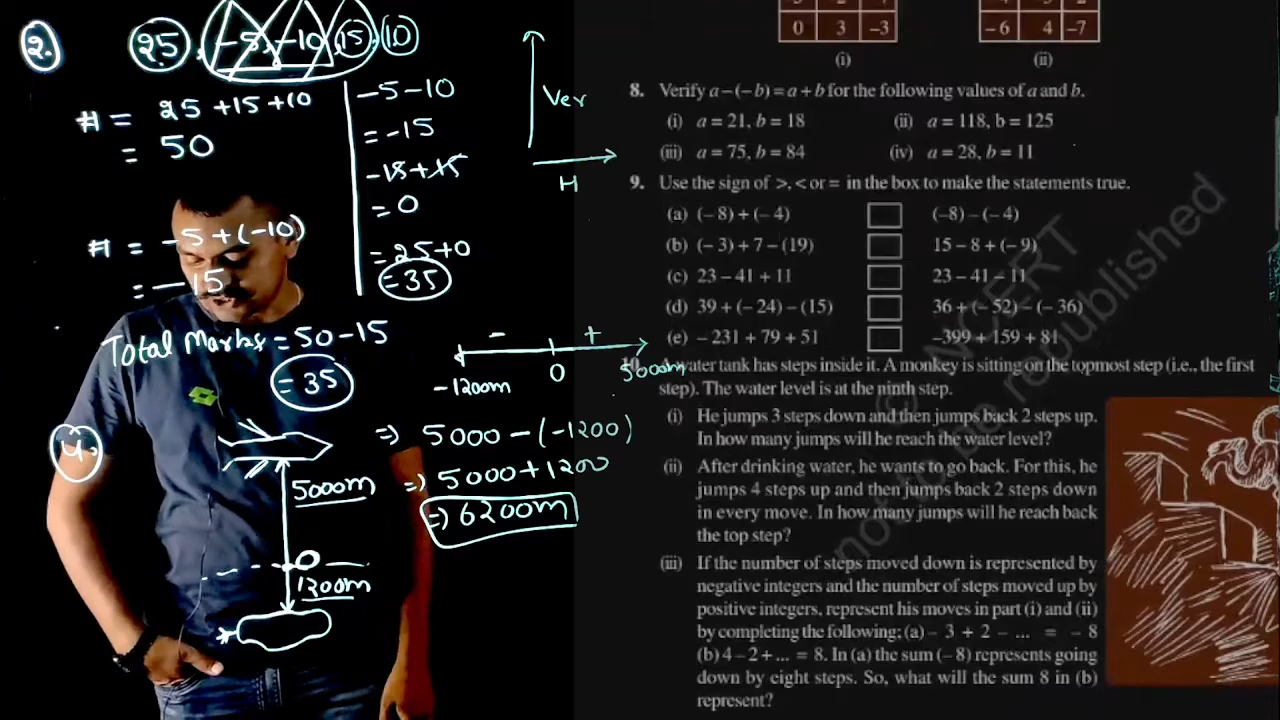 2. 25, -5, -10, 15, 10
# = 25 +15 +10
= 50
# = -5 +(-10)
: -15
Total Marks = 50 -15
= 35
-5 -10
= -15
-15 + 15
= 0
= 25+0
= 35
Ver
H
- +
-1200m 0 5000m
4.
5000m
0
1200m
=) 5000 - (-1200)
=) 5000 + 1200
=) 6200m
0 3 -3
-6 4 -7
(i) (ii)
8. Verify a – (– b) = a + b for the following values of a and b.
(i) a = 21, b = 18 (ii) a = 118, b = 125
(iii) a = 75, b = 84 (iv) a = 28, b = 11
9. Use the sign of >, < or = in the box to make the statements true.
(a) (– 8) + (– 4) (–8) – (– 4)
(b) (– 3) + 7 – (19) 15 – 8 + (– 9)
(c) 23 – 41 + 11 23 – 41 – 11
(d) 39 + (– 24) – (15) 36 + (– 52) – (– 36)
(e) – 231 + 79 + 51 –399 + 159 + 81
10. A water tank has steps inside it. A monkey is sitting on the topmost step (i.e., the first
step). The water level is at the ninth step.
(i) He jumps 3 steps down and then jumps back 2 steps up.
In how many jumps will he reach the water level?
(ii) After drinking water, he wants to go back. For this, he
jumps 4 steps up and then jumps back 2 steps down
in every move. In how many jumps will he reach back
the top step?
(iii) If the number of steps moved down is represented by
negative integers and the number of steps moved up by
positive integers, represent his moves in part (i) and (ii)
by completing the following; (a) – 3 + 2 – ... = – 8
(b) 4 – 2 + ... = 8. In (a) the sum (– 8) represents going
down by eight steps. So, what will the sum 8 in (b)
represent?
© NCERT
not to be republished